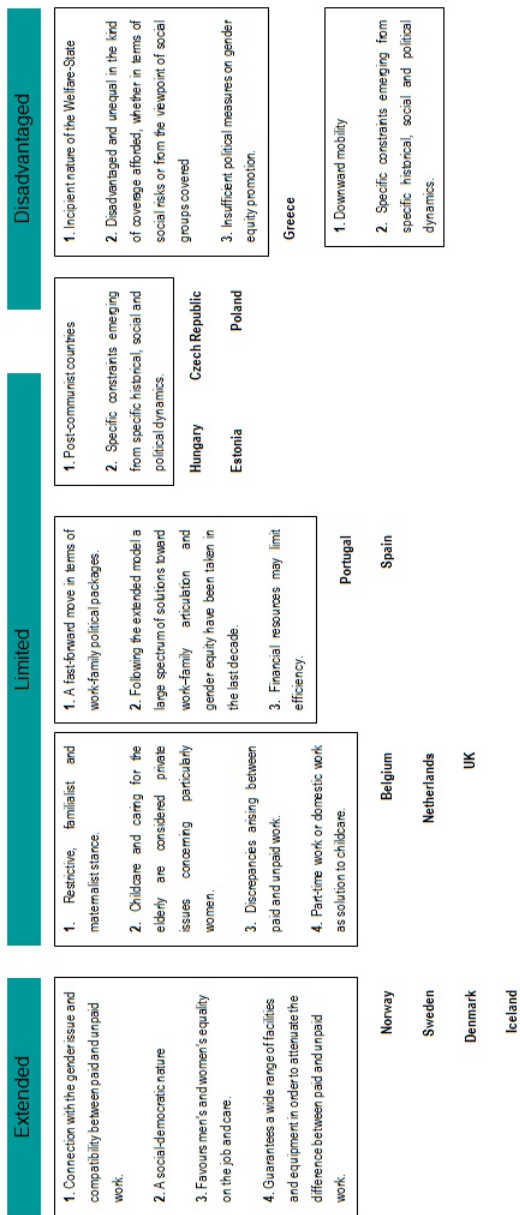 Extended
1. Connection with the gender issue and
compatibility between paid and unpaid
work.
2. A social-democratic nature
3. Favours men's and women's equality
on the job and care.
4. Guarantees a wide range of facilities
and equipment in order to attenuate the
difference between paid and unpaid
work.
Norway
Sweden
Denmark
Iceland
Limited
1. Restrictive, familialist and
maternalist stance.
2. Childcare and caring for the
elderly are considered private
issues concerning particularly
women.
3. Discrepancies arising between
paid and unpaid work.
4. Part-time work or domestic work
as solution to childcare.
Belgium
Netherlands
UK
1. A fast-forward move in terms of
work-family political packages.
2. Following the extended model a
large spectrum of solutions toward
work–family articulation and
gender equity have been taken in
the last decade.
3. Financial resources may limit
efficiency.
Portugal
Spain
1. Post-communist countries
2. Specific constraints emerging
from specific historical, social and
political dynamics.
Hungary Czech Republic
Estonia Poland
Disadvantaged
1. Incipient nature of the Welfare-State
2. Disadvantaged and unequal in the kind
of coverage afforded, whether in terms of
social risks or from the viewpoint of social
groups covered
3. Insufficient political measures on gender
equity promotion.
Greece
1. Downward mobility
2. Specific constraints emerging from
specific historical, social and political
dynamics.